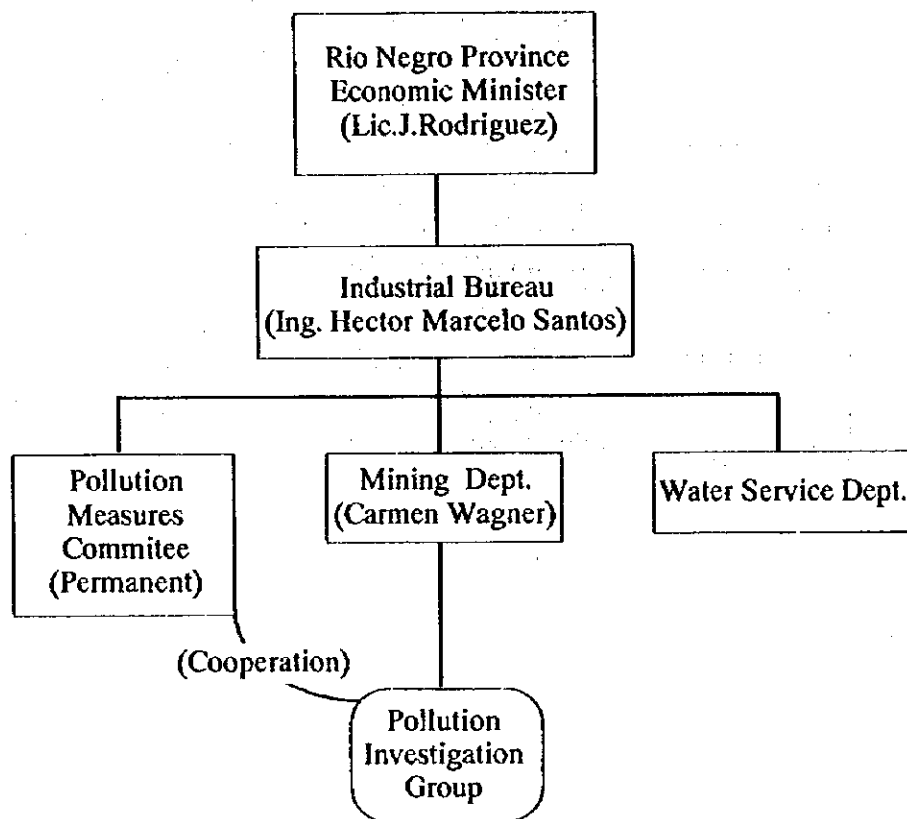 Rio Negro Province
Economic Minister
(Lic.J.Rodriguez)
Industrial Bureau
(Ing. Hector Marcelo Santos)
Pollution
Measures
Commitee
(Permanent)
Mining Dept.
(Carmen Wagner)
Water Service Dept.
(Cooperation)
Pollution
Investigation
Group